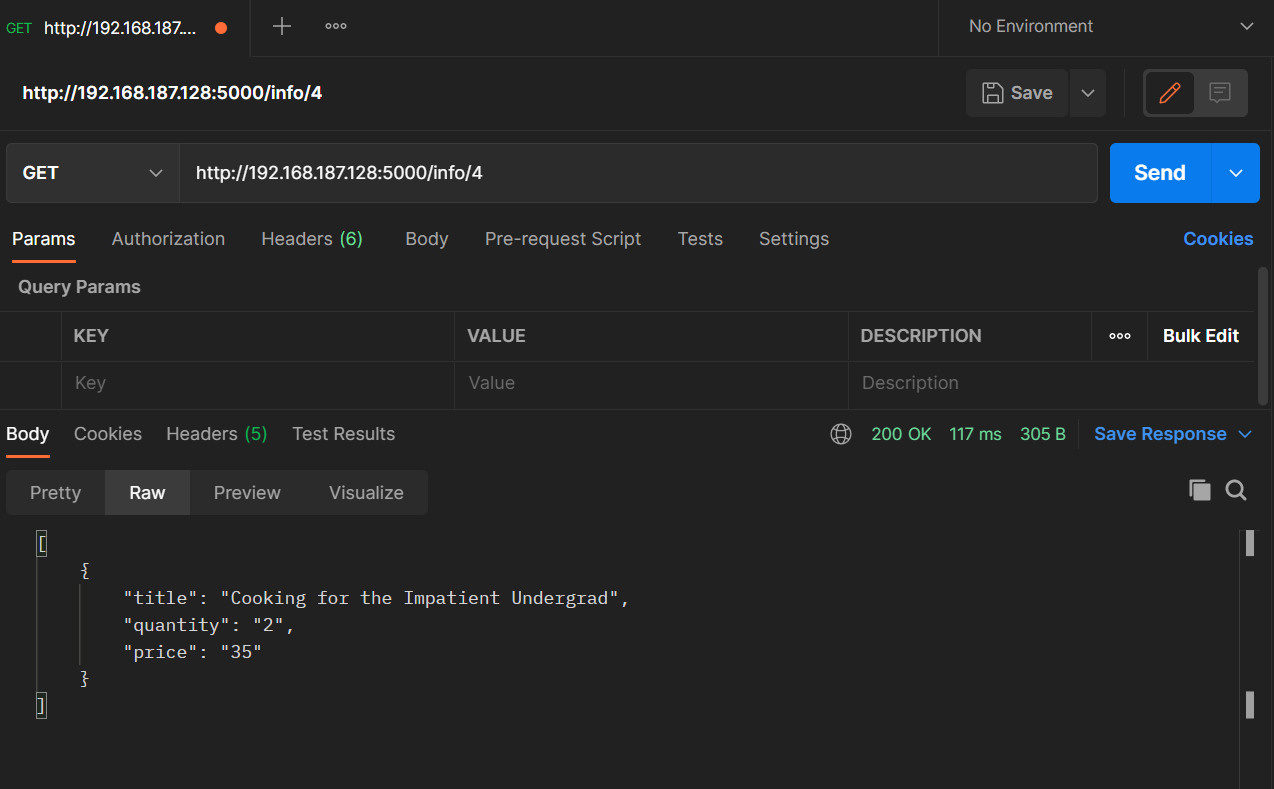 GET http://192.168.187.... No Environment
http://192.168.187.128:5000/info/4 Save
GET http://192.168.187.128:5000/info/4 Send
Params Authorization Headers (6) Body Pre-request Script Tests Settings Cookies
Query Params
KEY VALUE DESCRIPTION Bulk Edit
Key Value Description
Body Cookies Headers (5) Test Results 200 OK 117 ms 305 B Save Response
Pretty Raw Preview Visualize
[
{
"title": "Cooking for the Impatient Undergrad",
"quantity": "2",
"price": "35"
}
]